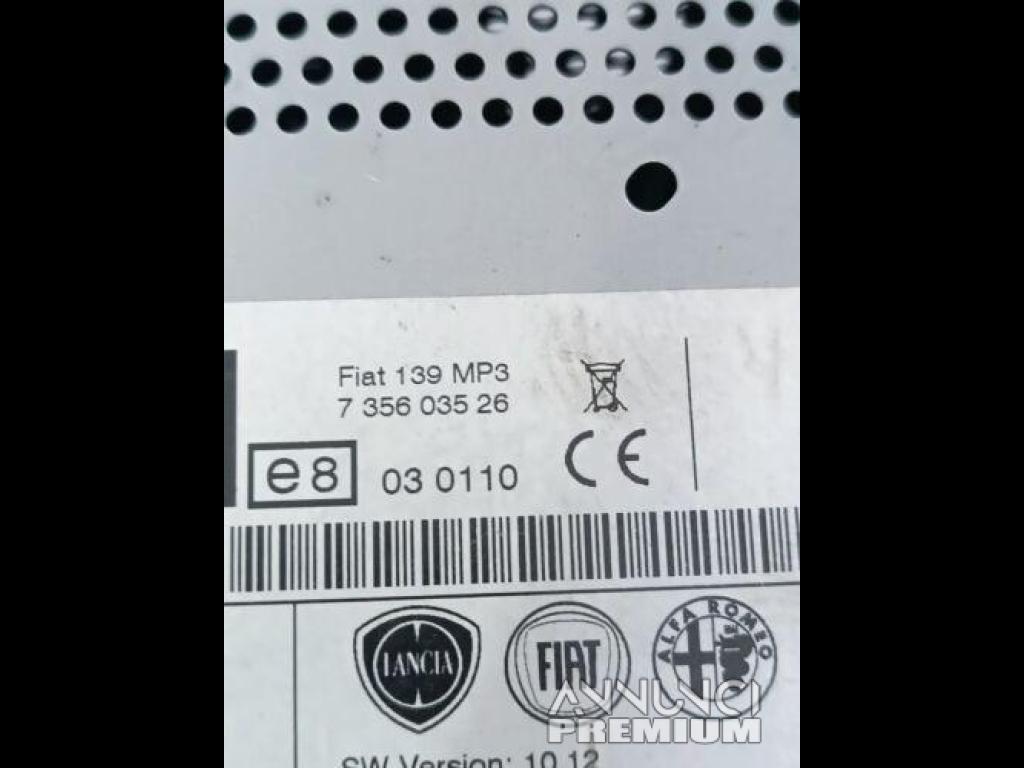 Fiat 139 MP3
7 356 035 26
e8
03 0110
CE
LANCIA
FIAT
ALFA ROMEO
ANNUNCI
PREMIUM
SW Version: 10.12